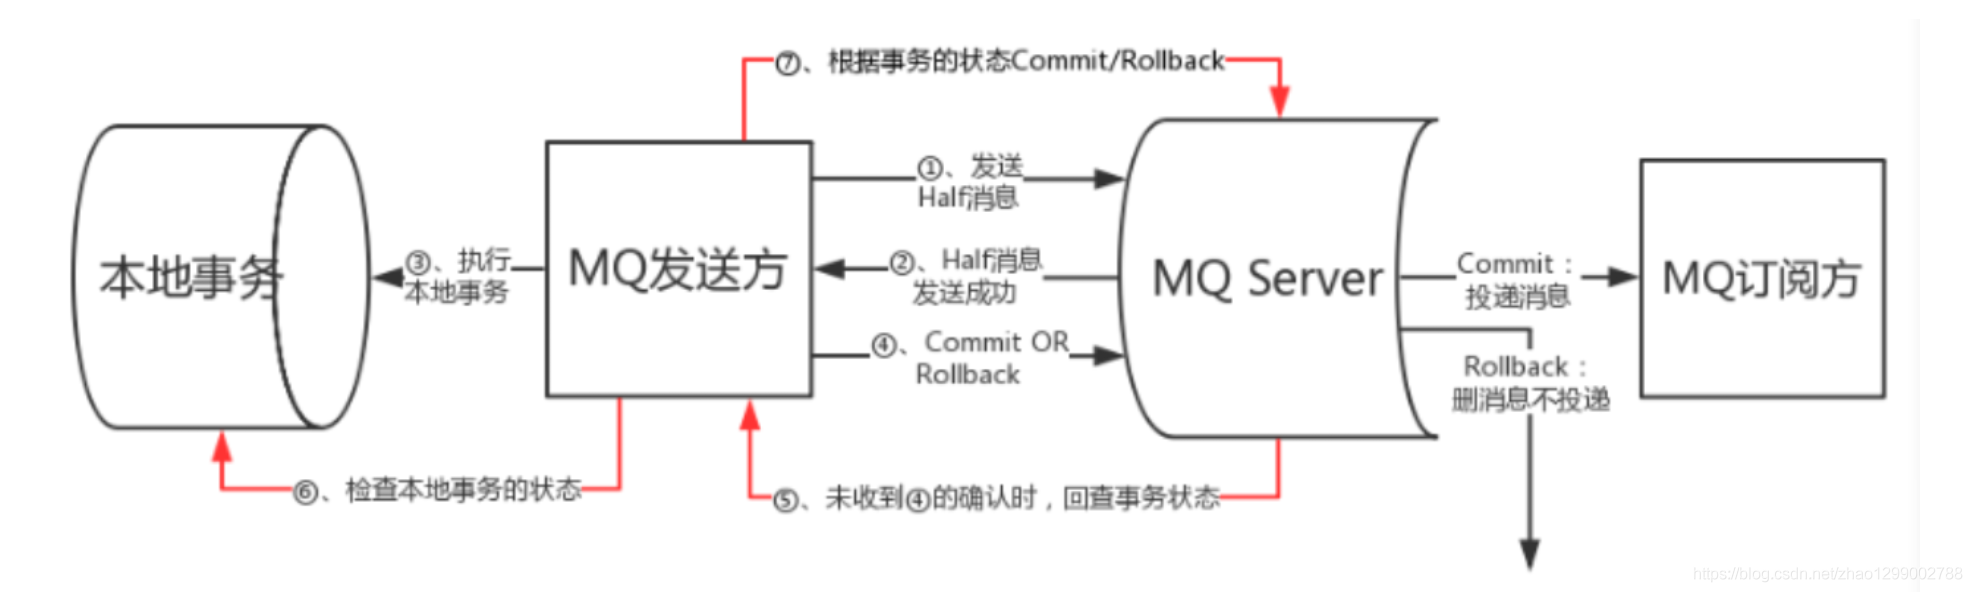 ⑦、根据事务的状态Commit/Rollback
①、发送
Half消息
本地事务
③、执行
本地事务
MQ发送方
②、Half消息
发送成功
MQ Server
Commit：
投递消息
MQ订阅方
④、Commit OR
Rollback
Rollback：
删消息不投递
⑥、检查本地事务的状态
⑤、未收到④的确认时，回查事务状态
https://blog.csdn.net/zhao1299002788